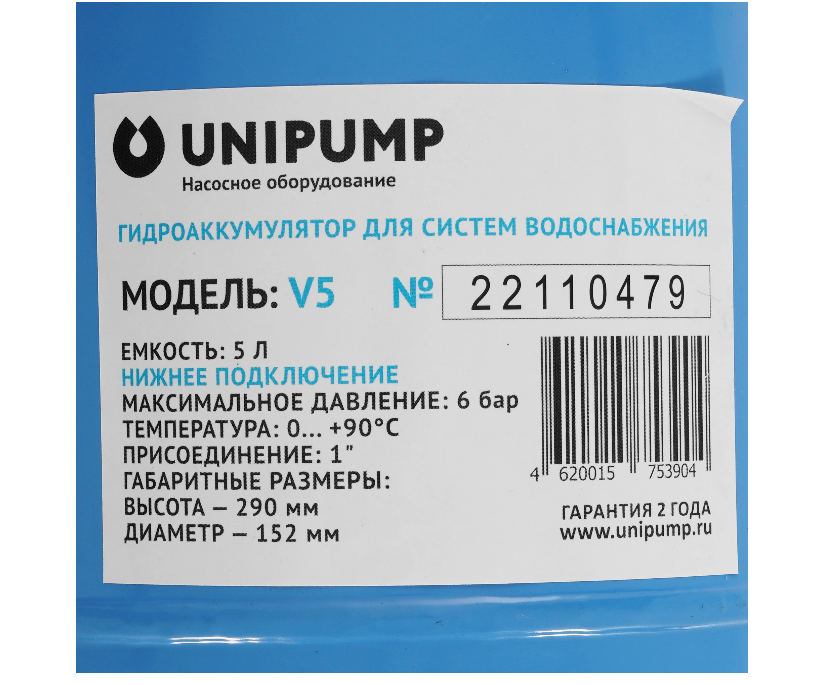 UNIPUMP
Насосное оборудование
ГИДРОАККУМУЛЯТОР ДЛЯ СИСТЕМ ВОДОСНАБЖЕНИЯ
МОДЕЛЬ: V5 № 22110479
ЕМКОСТЬ: 5 Л
НИЖНЕЕ ПОДКЛЮЧЕНИЕ
МАКСИМАЛЬНОЕ ДАВЛЕНИЕ: 6 бар
ТЕМПЕРАТУРА: 0... +90°С
ПРИСОЕДИНЕНИЕ: 1"
ГАБАРИТНЫЕ РАЗМЕРЫ:
ВЫСОТА – 290 мм
ДИАМЕТР – 152 мм
4 620015 753904
ГАРАНТИЯ 2 ГОДА
www.unipump.ru